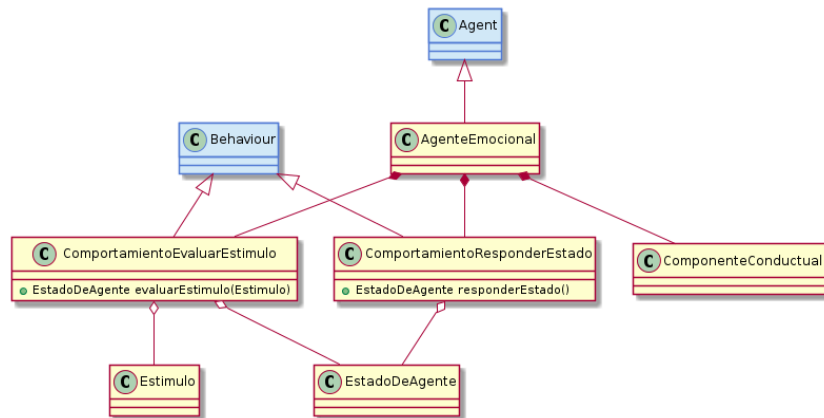 C Agent
C Behaviour
C AgenteEmocional
C ComportamientoEvaluarEstimulo
EstadoDeAgente evaluarEstimulo(Estimulo)
C ComportamientoResponderEstado
EstadoDeAgente responderEstado()
C ComponenteConductual
C Estimulo
C EstadoDeAgente